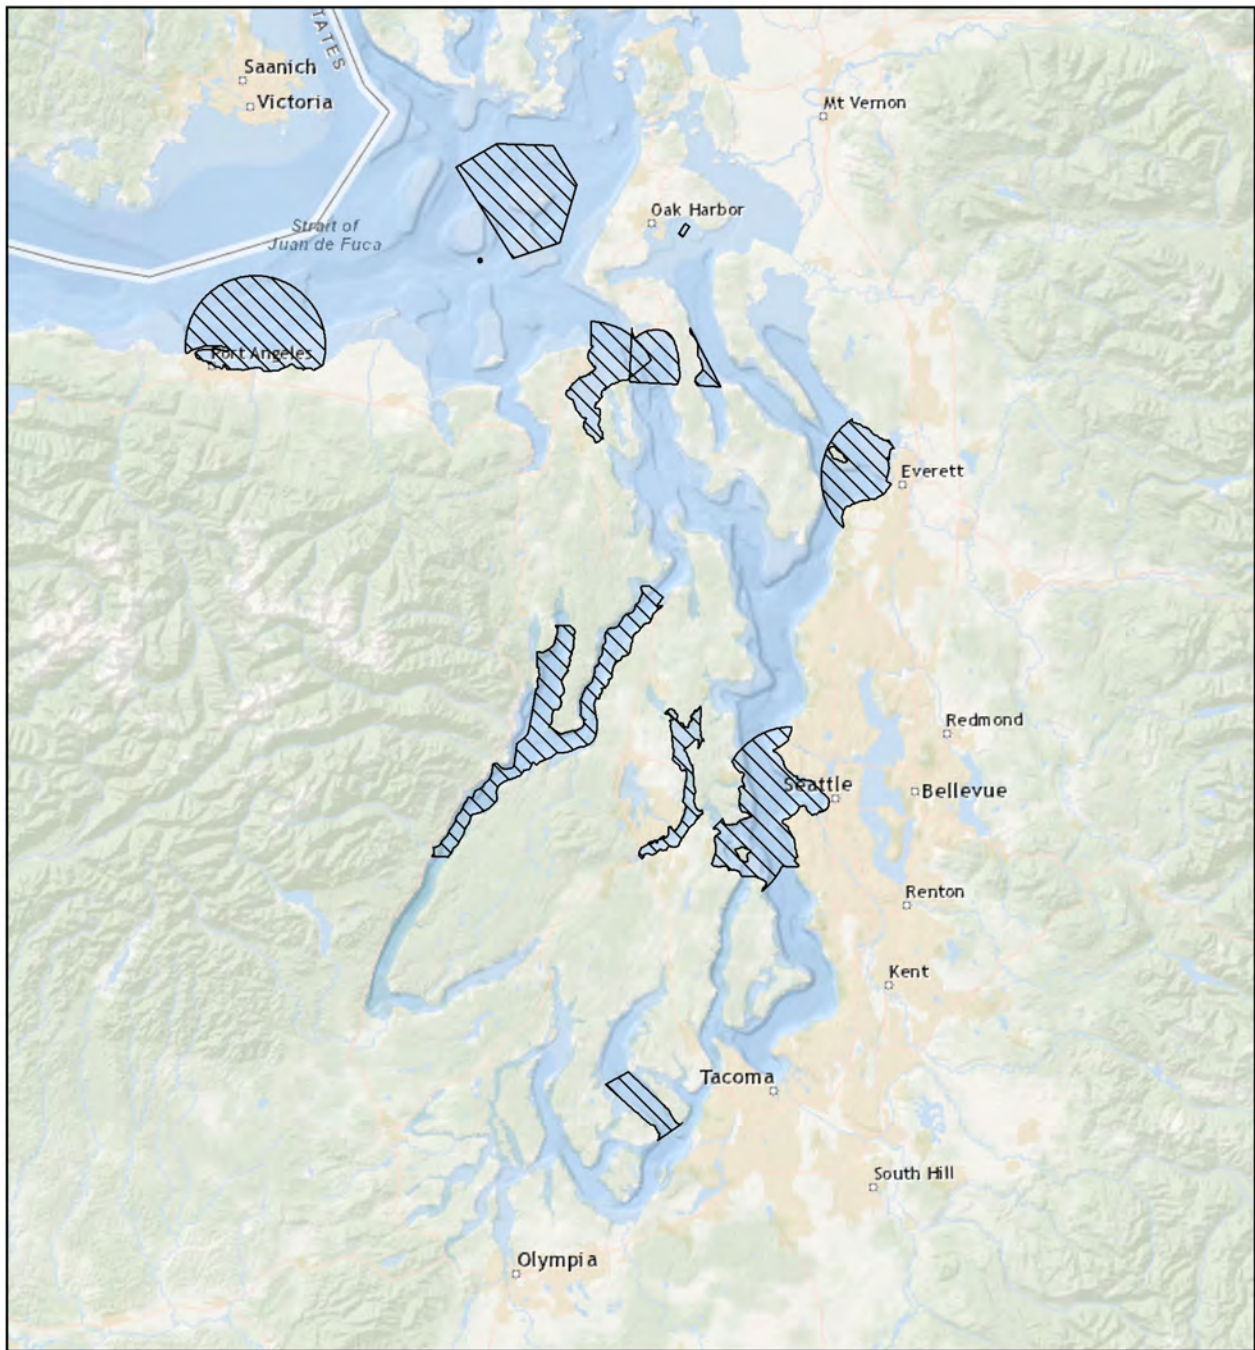 TATES
Saanich
Victoria
Mt Vernon
Oak Harbor
Strait of
Juan de Fuca
Port Angeles
Everett
Redmond
Seattle
Bellevue
Renton
Kent
Tacoma
South Hill
Olympia